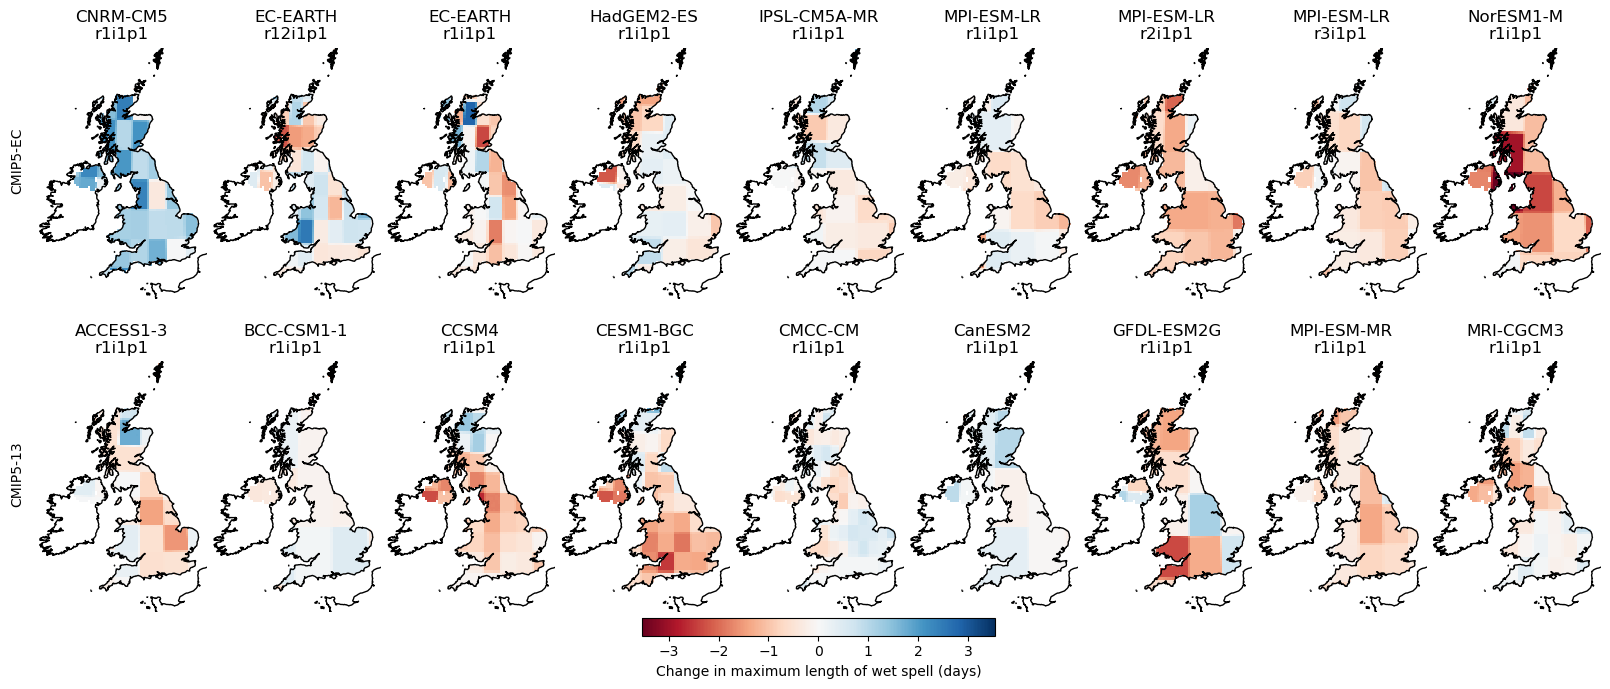 CNRM-CM5 EC-EARTH EC-EARTH HadGEM2-ES IPSL-CM5A-MR MPI-ESM-LR MPI-ESM-LR MPI-ESM-LR NorESM1-M
r1i1p1 r12i1p1 r1i1p1 r1i1p1 r1i1p1 r1i1p1 r2i1p1 r3i1p1 r1i1p1
CMIP5-EC
ACCESS1-3 BCC-CSM1-1 CCSM4 CESM1-BGC CMCC-CM CanESM2 GFDL-ESM2G MPI-ESM-MR MRI-CGCM3
r1i1p1 r1i1p1 r1i1p1 r1i1p1 r1i1p1 r1i1p1 r1i1p1 r1i1p1 r1i1p1
CMIP5-13
−3 −2 −1 0 1 2 3
Change in maximum length of wet spell (days)